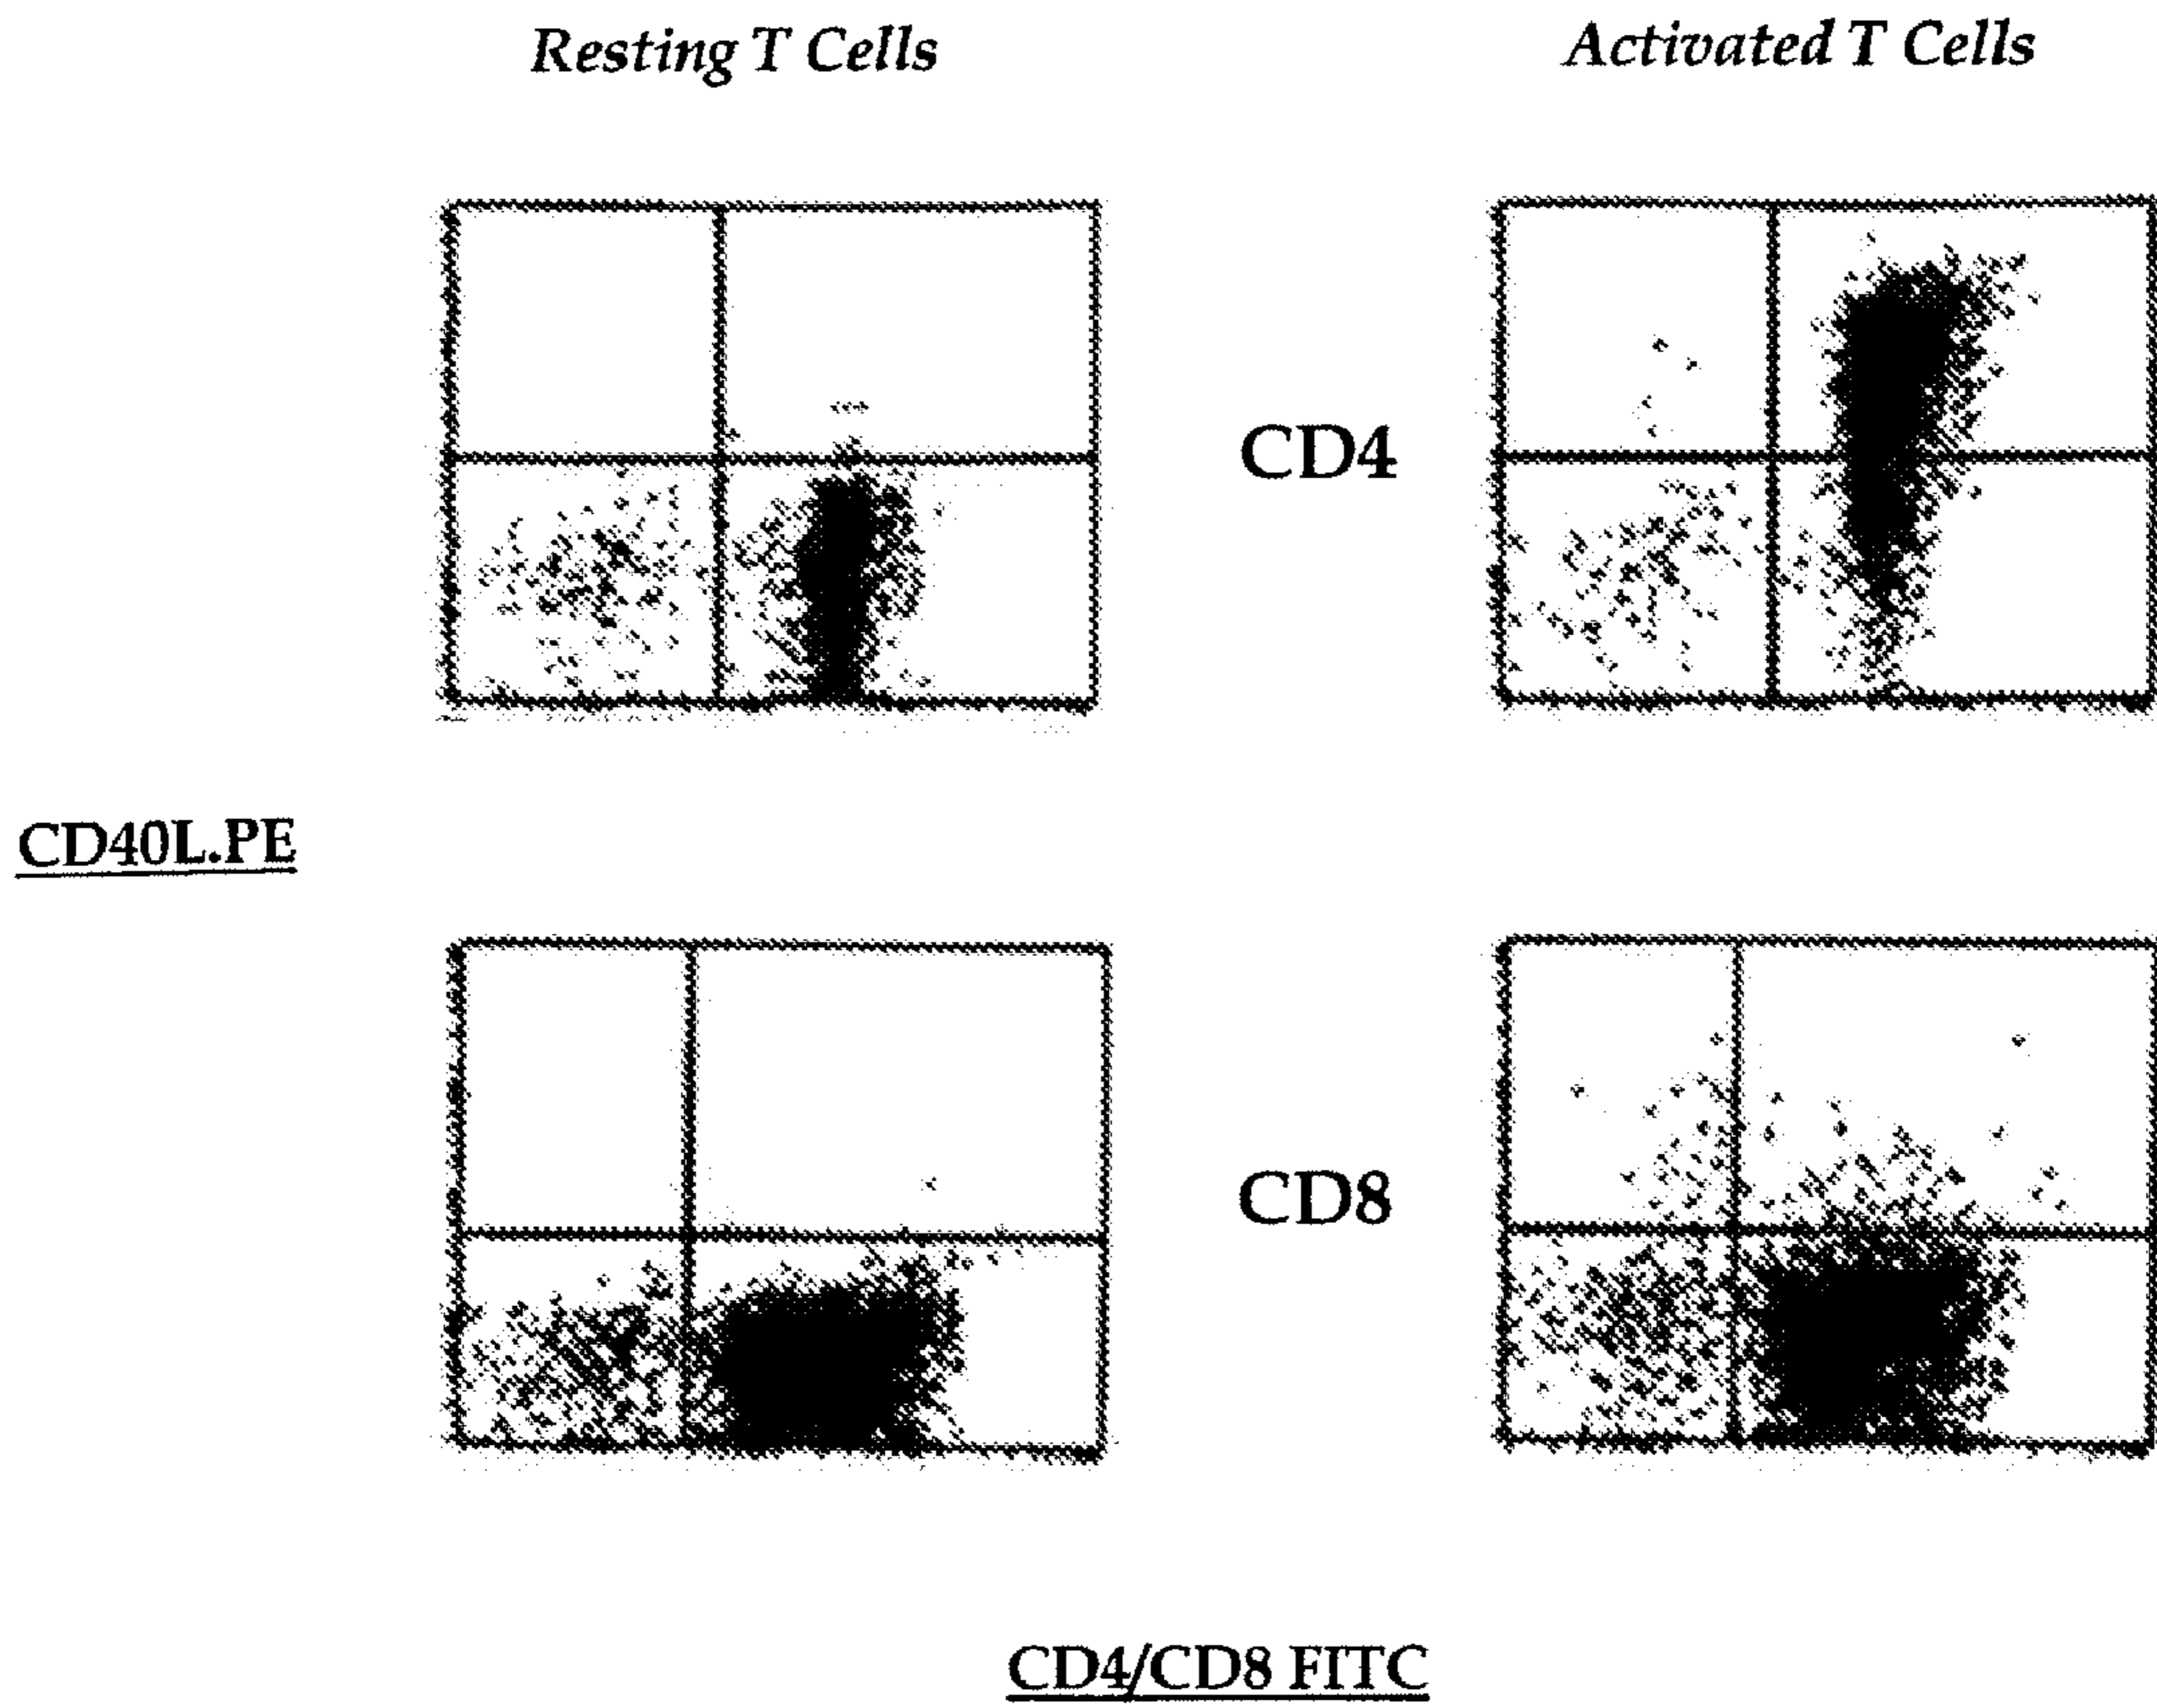 Resting T Cells
Activated T Cells
CD4
CD40L.PE
CD8
CD4/CD8 FITC